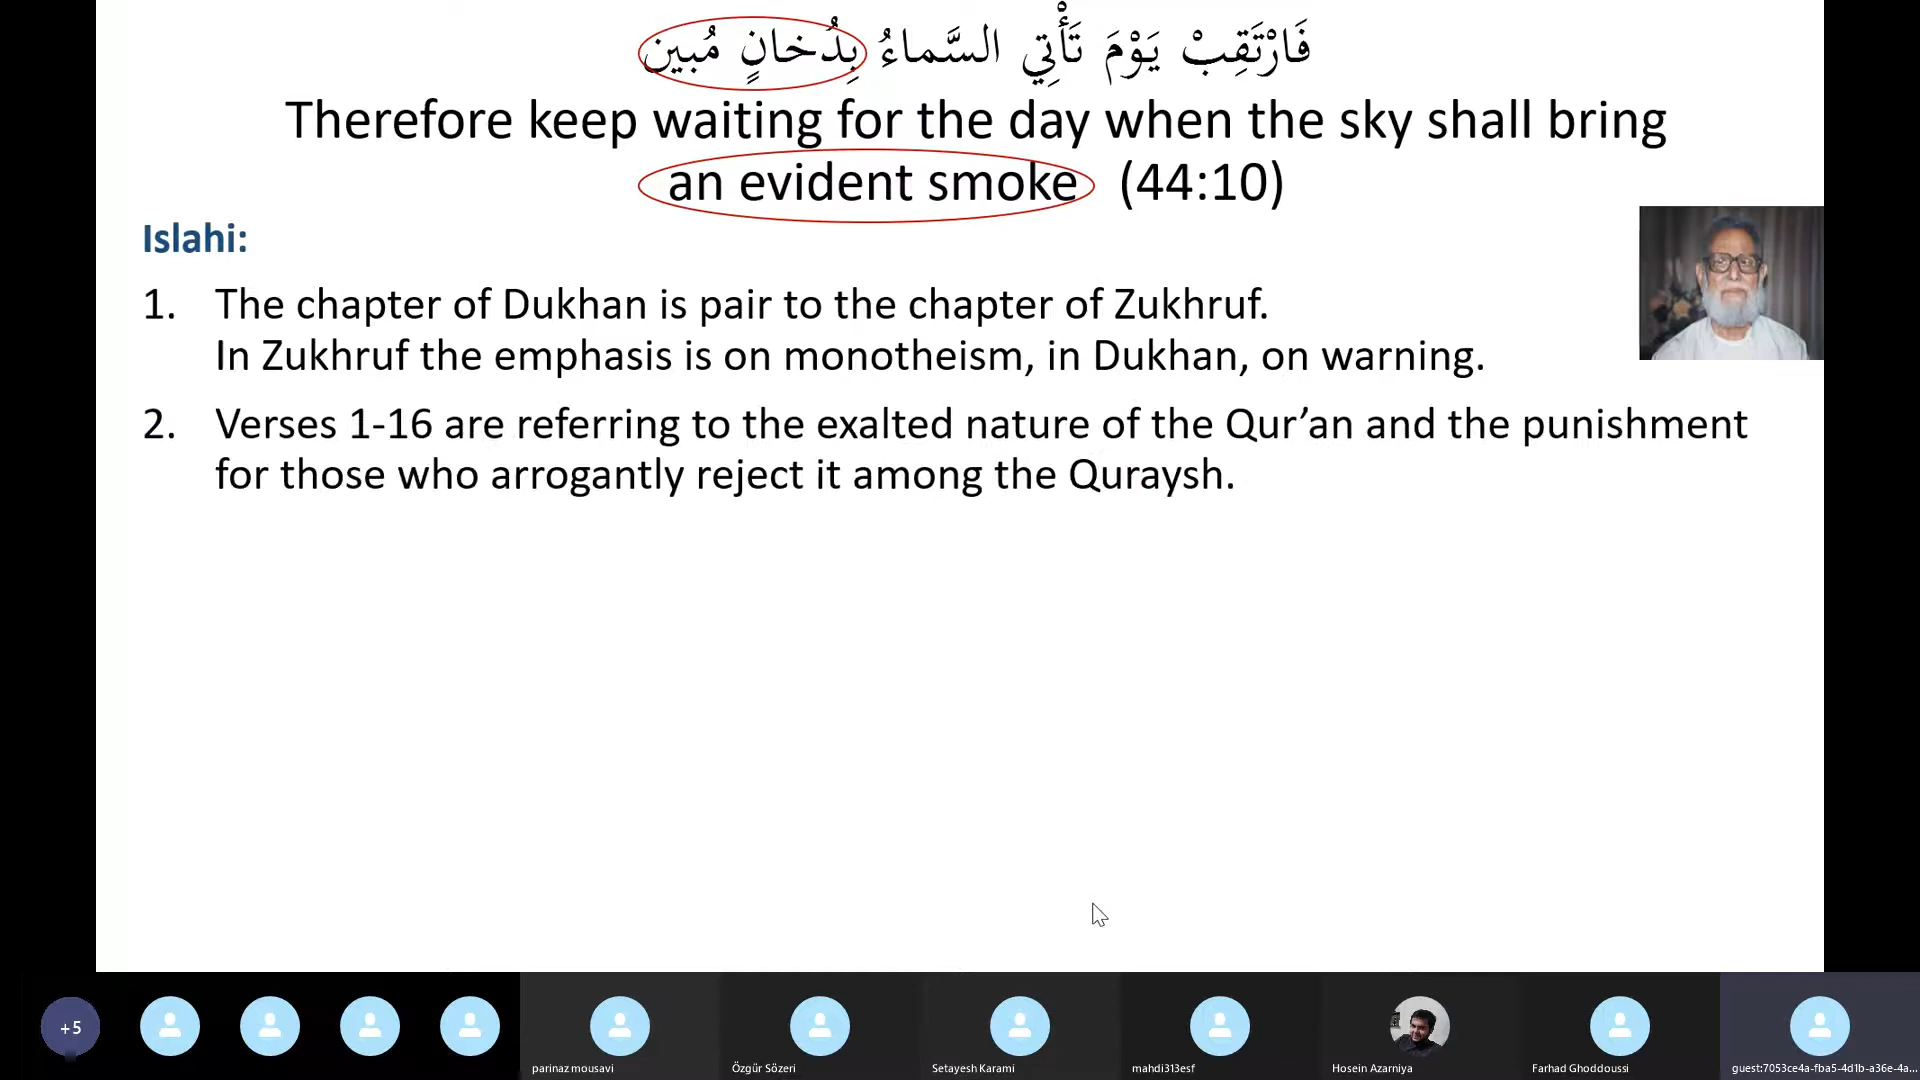 فَارْتَقِبْ يَوْمَ تَأْتِي السَّماءُ بِدُخانٍ مُبين
Therefore keep waiting for the day when the sky shall bring
an evident smoke (44:10)
Islahi:
1. The chapter of Dukhan is pair to the chapter of Zukhruf.
In Zukhruf the emphasis is on monotheism, in Dukhan, on warning.
2. Verses 1-16 are referring to the exalted nature of the Qur’an and the punishment
for those who arrogantly reject it among the Quraysh.
+5
parinaz mousavi
Özgür Sözeri
Setayesh Karami
mahdi313esf
Hosein Azarniya
Farhad Ghoddoussi
guest:7053ce4a-fba5-4d1b-a36e-4a...